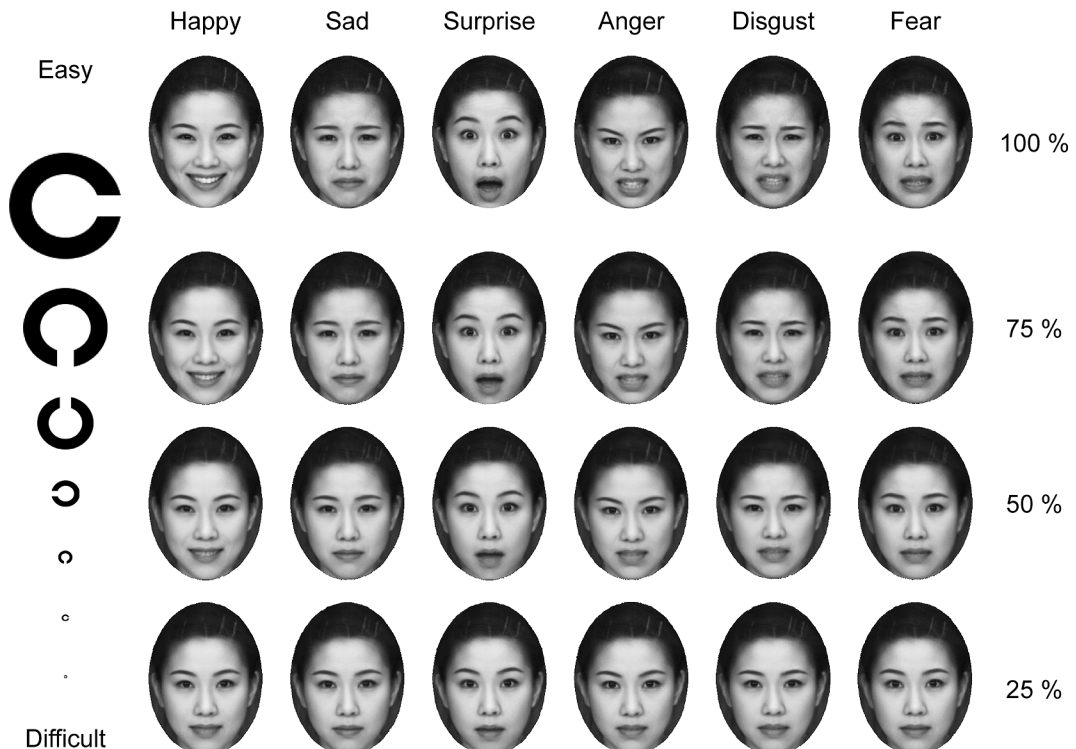 Happy Sad Surprise Anger Disgust Fear
Easy
100 %
75 %
50 %
25 %
Difficult